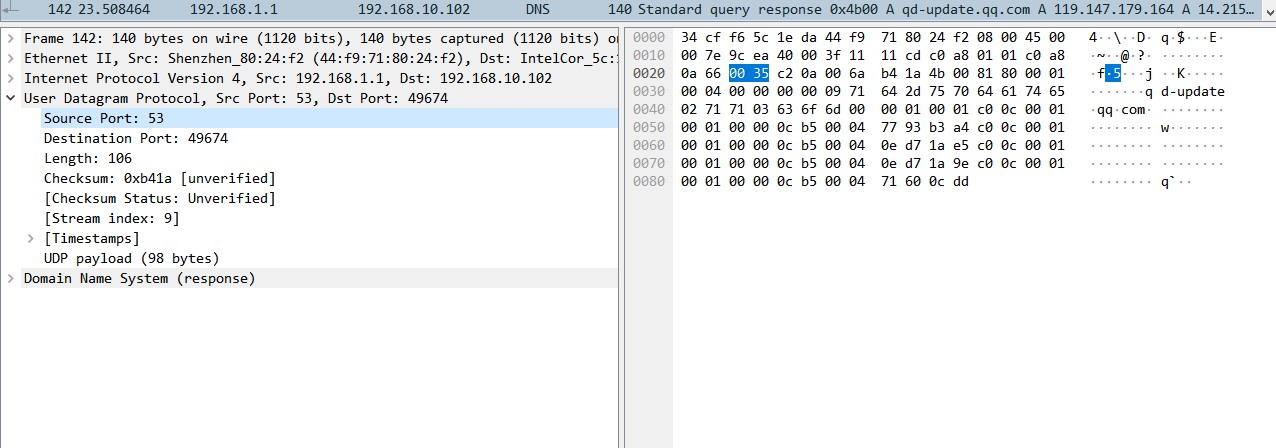 142 23.508464 192.168.1.1 192.168.10.102 DNS 140 Standard query response 0x4b00 A qd-update.qq.com A 119.147.179.164 A 14.215…
Frame 142: 140 bytes on wire (1120 bits), 140 bytes captured (1120 bits) o
Ethernet II, Src: Shenzhen_80:24:f2 (44:f9:71:80:24:f2), Dst: IntelCor_5c:
Internet Protocol Version 4, Src: 192.168.1.1, Dst: 192.168.10.102
User Datagram Protocol, Src Port: 53, Dst Port: 49674
Source Port: 53
Destination Port: 49674
Length: 106
Checksum: 0xb41a [unverified]
[Checksum Status: Unverified]
[Stream index: 9]
[Timestamps]
UDP payload (98 bytes)
Domain Name System (response)
0000 34 cf f6 5c 1e da 44 f9 71 80 24 f2 08 00 45 00 4··\··D· q·$···E·
0010 00 7e 9c ea 40 00 3f 11 11 cd c0 a8 01 01 c0 a8 ·~··@·?· ········
0020 0a 66 00 35 c2 0a 00 6a b4 1a 4b 00 81 80 00 01 ·f·5···j ··K·····
0030 00 04 00 00 00 00 09 71 64 2d 75 70 64 61 74 65 ·······q d-update
0040 02 71 71 03 63 6f 6d 00 00 01 00 01 c0 0c 00 01 ·qq·com· ········
0050 00 01 00 00 0c b5 00 04 77 93 b3 a4 c0 0c 00 01 ········ w·······
0060 00 01 00 00 0c b5 00 04 0e d7 1a e5 c0 0c 00 01 ········ ········
0070 00 01 00 00 0c b5 00 04 0e d7 1a 9e c0 0c 00 01 ········ ········
0080 00 01 00 00 0c b5 00 04 71 60 0c dd ········ q`··